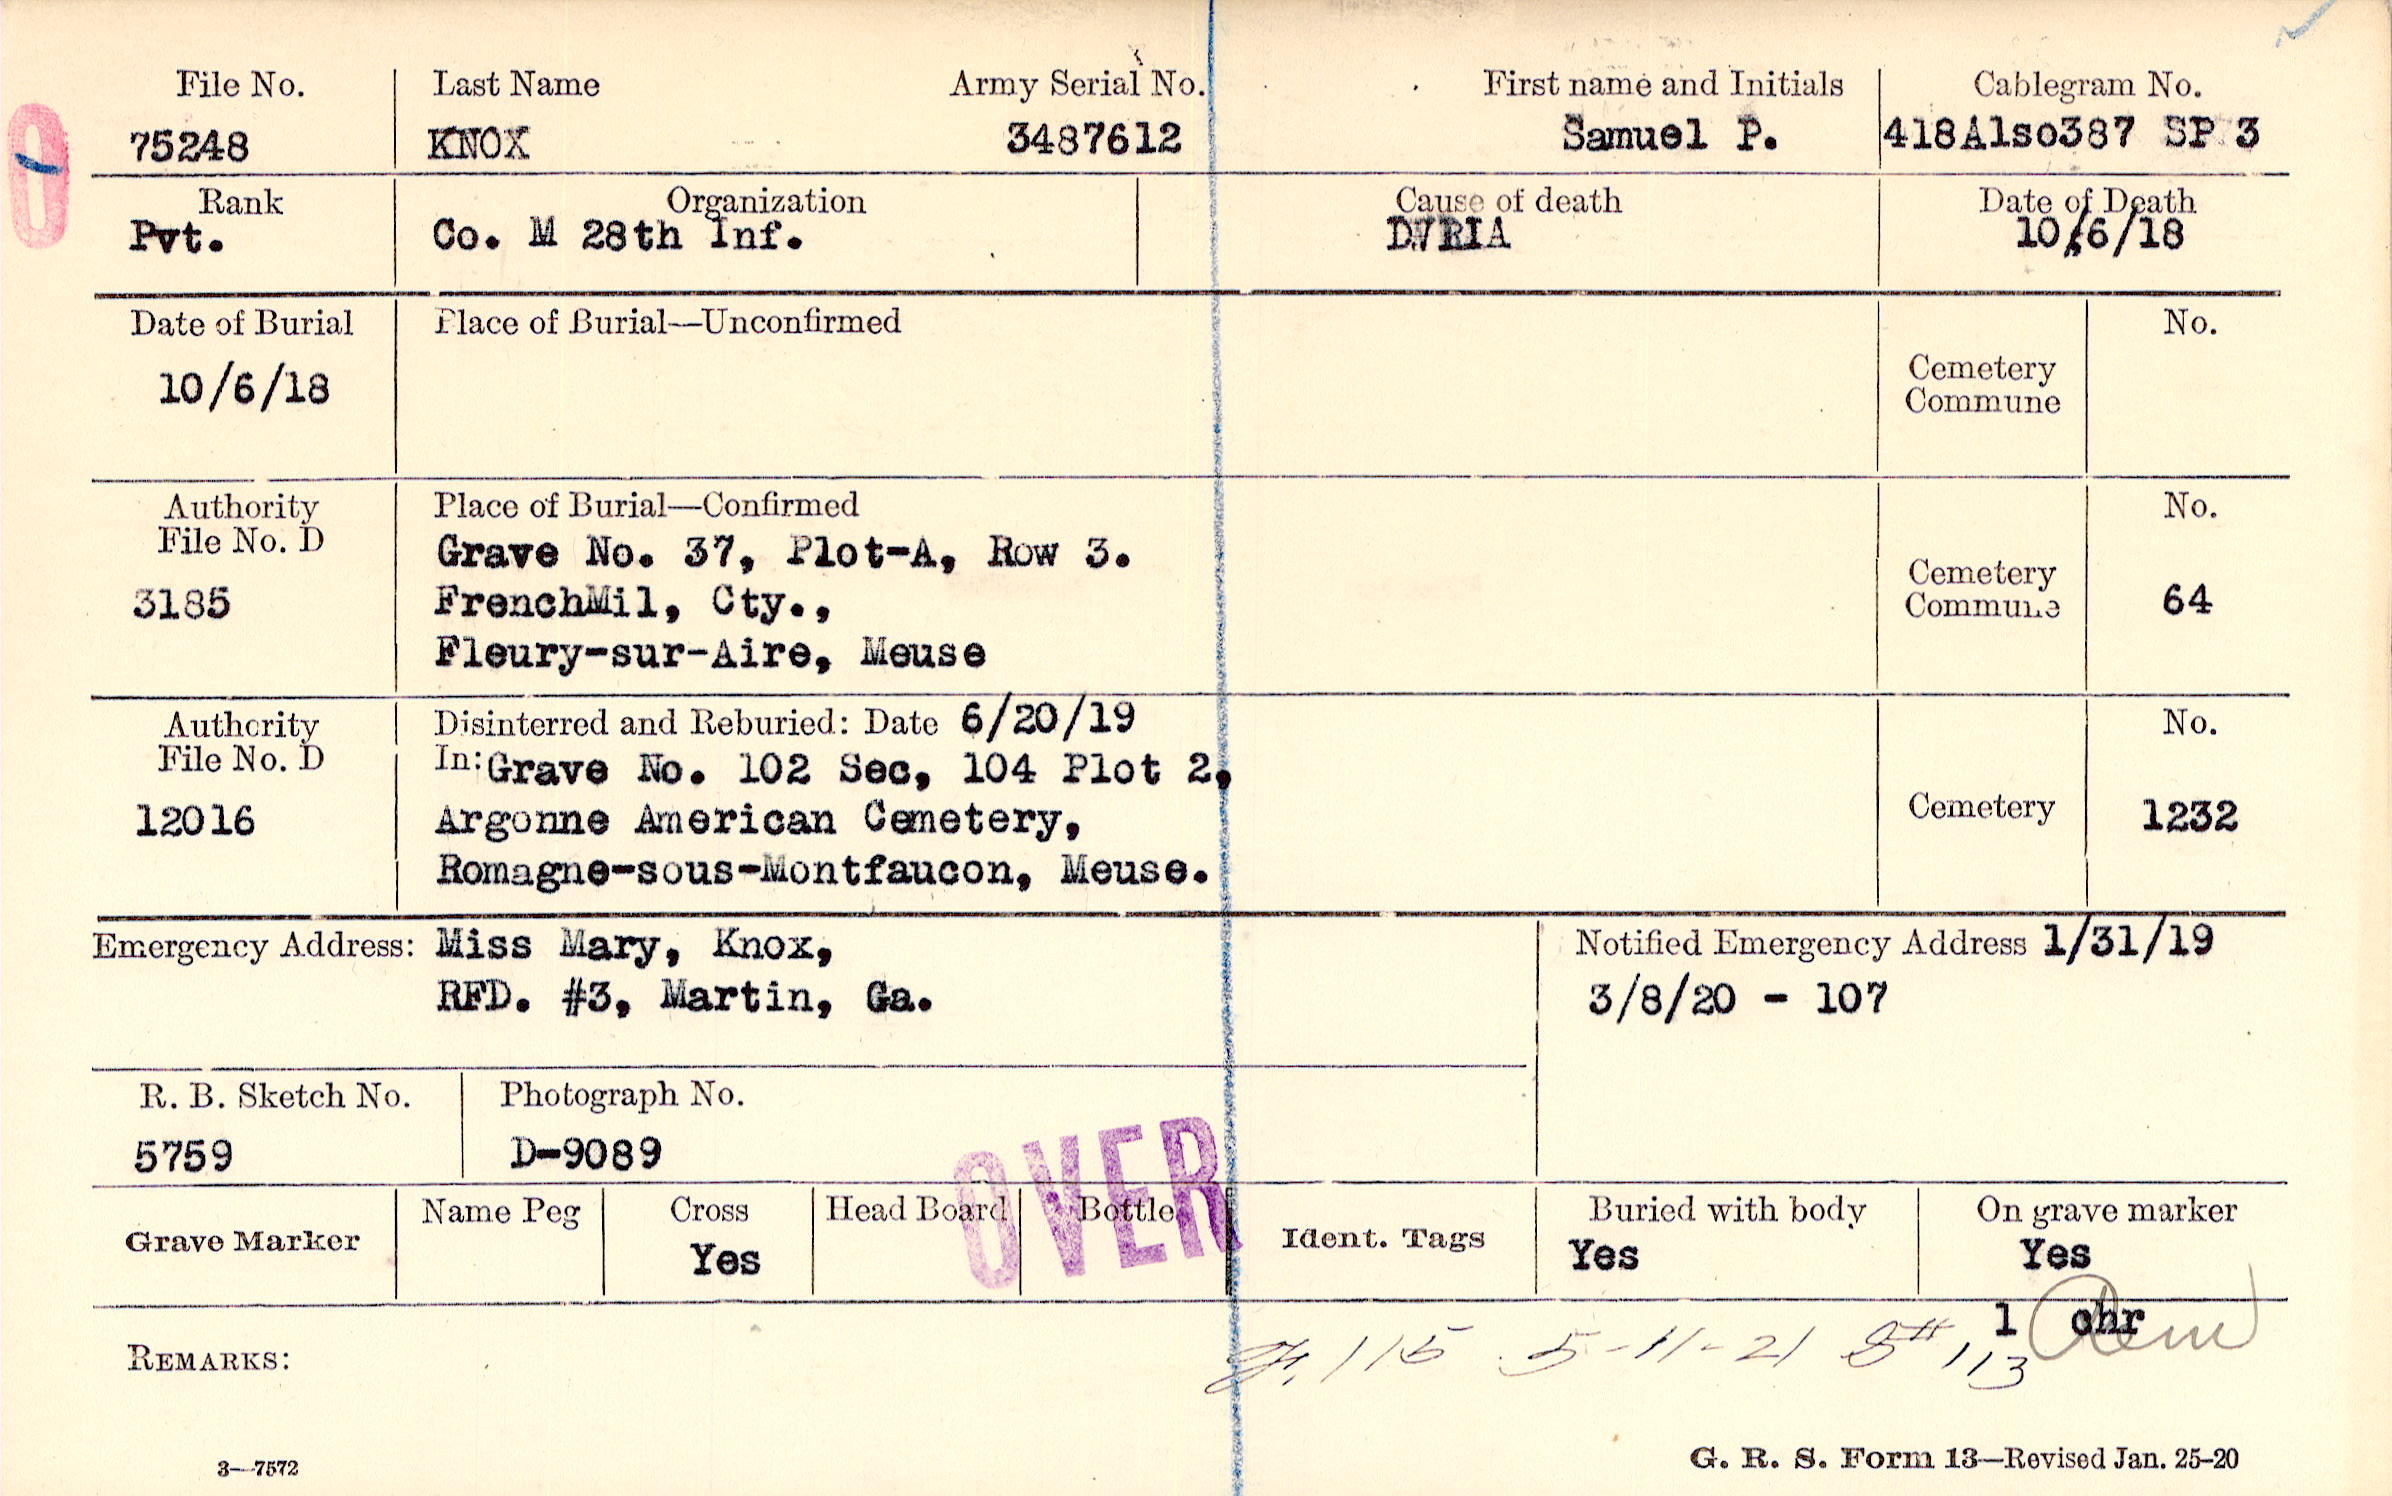 File No. Last Name Army Serial No. First name and Initials Cablegram No.
75248 KNOX 3487612 Samuel P. 418Also387 SP 3
Rank Organization Cause of death Date of Death
Pvt. Co. M 28th Inf. DWRIA 10/6/18
Date of Burial Place of Burial—Unconfirmed No.
10/6/18
Cemetery
Commune
Authority Place of Burial—Confirmed No.
File No. D Grave No. 37, Plot-A, Row 3.
3185 FrenchMil, Cty., Cemetery
Commune 64
Fleury-sur-Aire, Meuse
Authority Disinterred and Reburied: Date 6/20/19 No.
File No. D In: Grave No. 102 Sec, 104 Plot 2,
12016 Argonne American Cemetery, Cemetery 1232
Romagne-sous-Montfaucon, Meuse.
Emergency Address: Miss Mary, Knox, Notified Emergency Address 1/31/19
RFD. #3, Martin, Ga. 3/8/20 - 107
R. B. Sketch No. Photograph No.
5759 D-9089
OVER
Grave Marker Name Peg Cross Head Board Bottle Ident. Tags Buried with body On grave marker
Yes Yes Yes
1 chr
REMARKS: 115 5-11-21 113
3—7572 G. R. S. Form 13—Revised Jan. 25-20